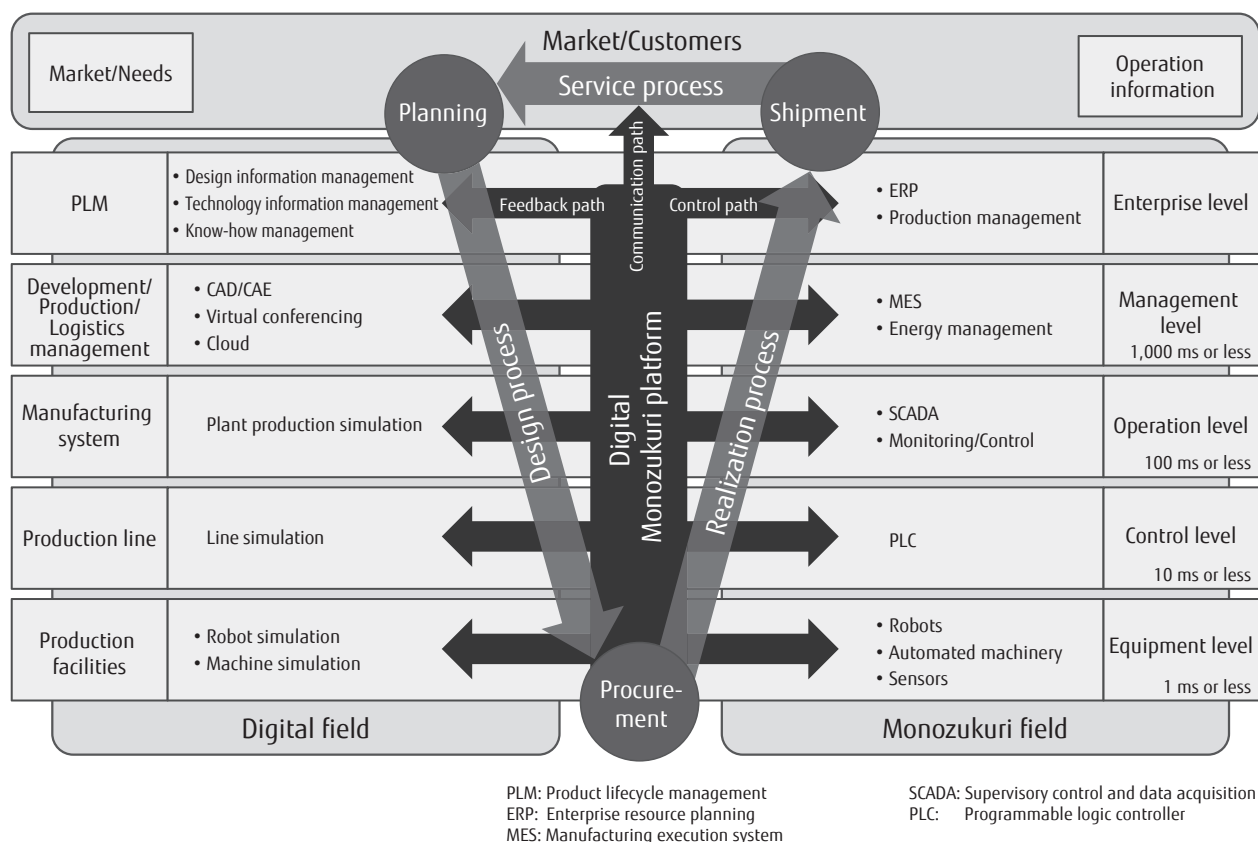 Market/Customers
Market/Needs
Operation
information
Service process
Planning
Shipment
Communication path
PLM
• Design information management
• Technology information management
• Know-how management
Feedback path
Control path
• ERP
• Production management
Enterprise level
Development/
Production/
Logistics
management
• CAD/CAE
• Virtual conferencing
• Cloud
• MES
• Energy management
Management
level
1,000 ms or less
Design process
Digital
Monozukuri platform
Realization process
Manufacturing
system
Plant production simulation
• SCADA
• Monitoring/Control
Operation level
100 ms or less
Production line
Line simulation
PLC
Control level
10 ms or less
Production
facilities
• Robot simulation
• Machine simulation
• Robots
• Automated machinery
• Sensors
Equipment level
1 ms or less
Procure-
ment
Digital field
Monozukuri field
PLM: Product lifecycle management
ERP: Enterprise resource planning
MES: Manufacturing execution system
SCADA: Supervisory control and data acquisition
PLC: Programmable logic controller